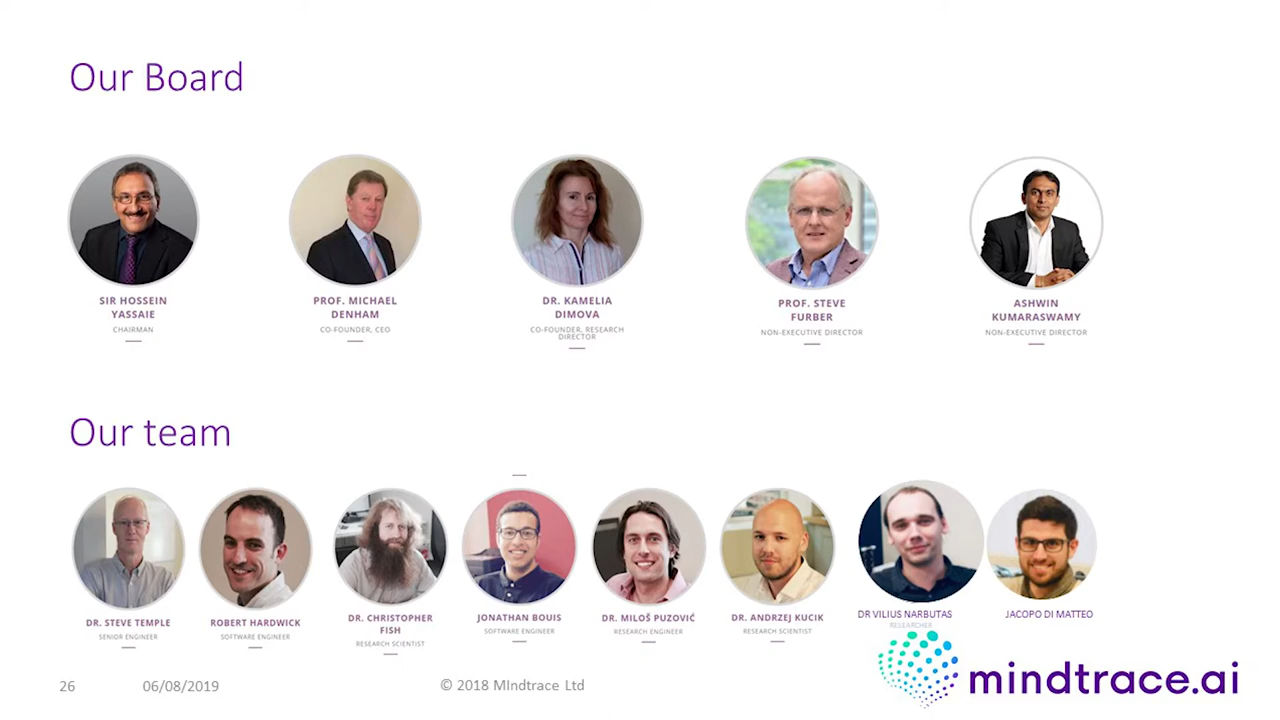 Our Board
SIR HOSSEIN
YASSAIE
CHAIRMAN
PROF. MICHAEL
DENHAM
CO-FOUNDER, CEO
DR. KAMELIA
DIMOVA
CO-FOUNDER, RESEARCH
DIRECTOR
PROF. STEVE
FURBER
NON-EXECUTIVE DIRECTOR
ASHWIN
KUMARASWAMY
NON-EXECUTIVE DIRECTOR
Our team
DR. STEVE TEMPLE
SENIOR ENGINEER
ROBERT HARDWICK
SOFTWARE ENGINEER
DR. CHRISTOPHER
FISH
RESEARCH SCIENTIST
JONATHAN BOUIS
SOFTWARE ENGINEER
DR. MILOŠ PUZOVIĆ
RESEARCH ENGINEER
DR. ANDRZEJ KUCIK
RESEARCH SCIENTIST
DR VILIUS NARBUTAS
RESEARCHER
JACOPO DI MATTEO
26
06/08/2019
© 2018 MIndtrace Ltd
mindtrace.ai